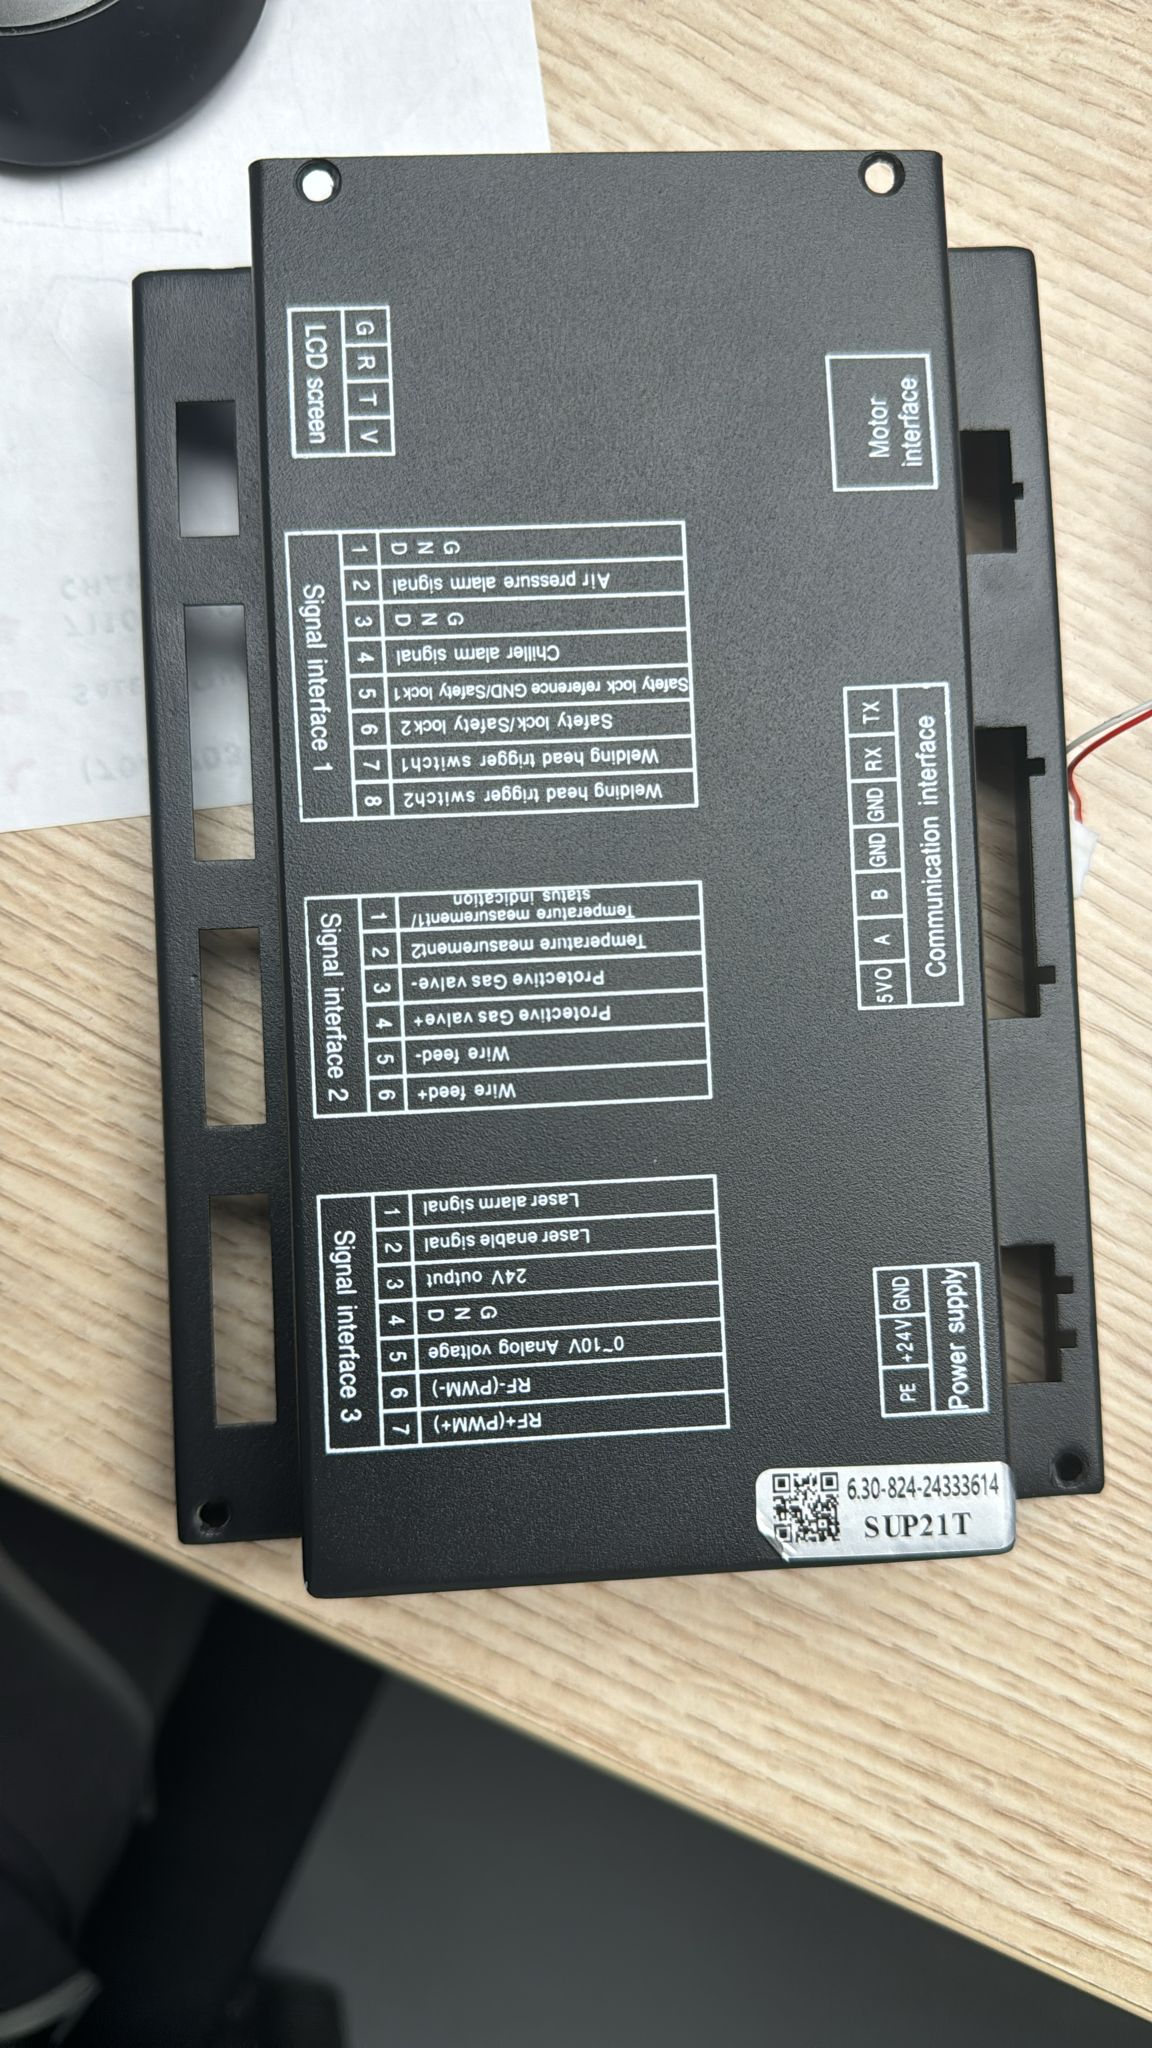 SUP21T
6.30-824-24333614
Power supply
PE
+24V
GND
Communication interface
5VO
A
B
GND
GND
RX
TX
Motor
interface
Signal interface 3
7 RF+(PWM+)
6 RF-(PWM-)
5 0~10V Analog voltage
4 G N D
3 24V output
2 Laser enable signal
1 Laser alarm signal
Signal interface 2
6 Wire feed+
5 Wire feed-
4 Protective Gas valve+
3 Protective Gas valve-
2 Temperature measurement2
1 Temperature measurement1/
status indication
Signal interface 1
8 Welding head trigger switch2
7 Welding head trigger switch1
6 Safety lock/Safety lock2
5 Safety lock reference GND/Safety lock1
4 Chiller alarm signal
3 G N D
2 Air pressure alarm signal
1 G N D
LCD screen
V
T
R
G